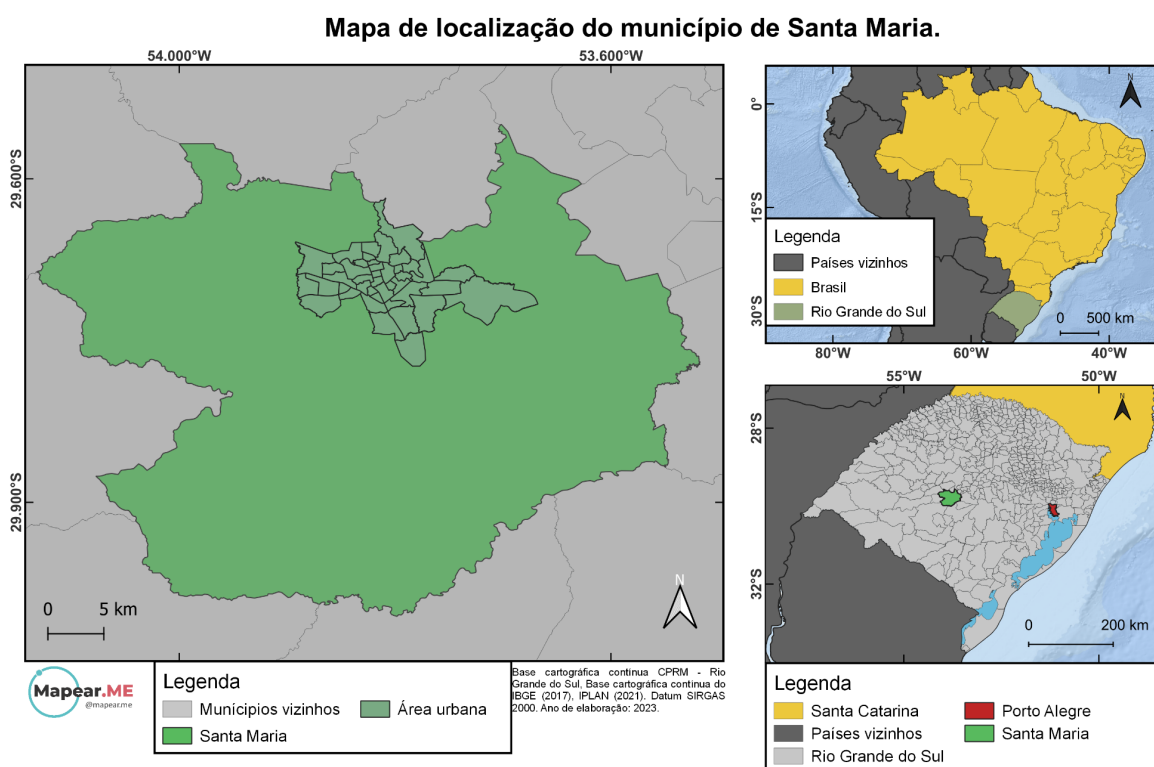 Mapa de localização do município de Santa Maria.
54.000°W
53.600°W
29.600°S
29.900°S
0 5 km
N
Mapear.ME
@mapear.me
Legenda
Munícipios vizinhos
Área urbana
Santa Maria
Base cartográfica continua CPRM - Rio
Grande do Sul, Base cartográfica continua do
IBGE (2017), IPLAN (2021). Datum SIRGAS
2000. Ano de elaboração: 2023.
N
0°
15°S
30°S
Legenda
Países vizinhos
Brasil
Rio Grande do Sul
0 500 km
80°W
60°W
40°W
55°W
50°W
N
28°S
32°S
0 200 km
Legenda
Santa Catarina
Porto Alegre
Países vizinhos
Santa Maria
Rio Grande do Sul